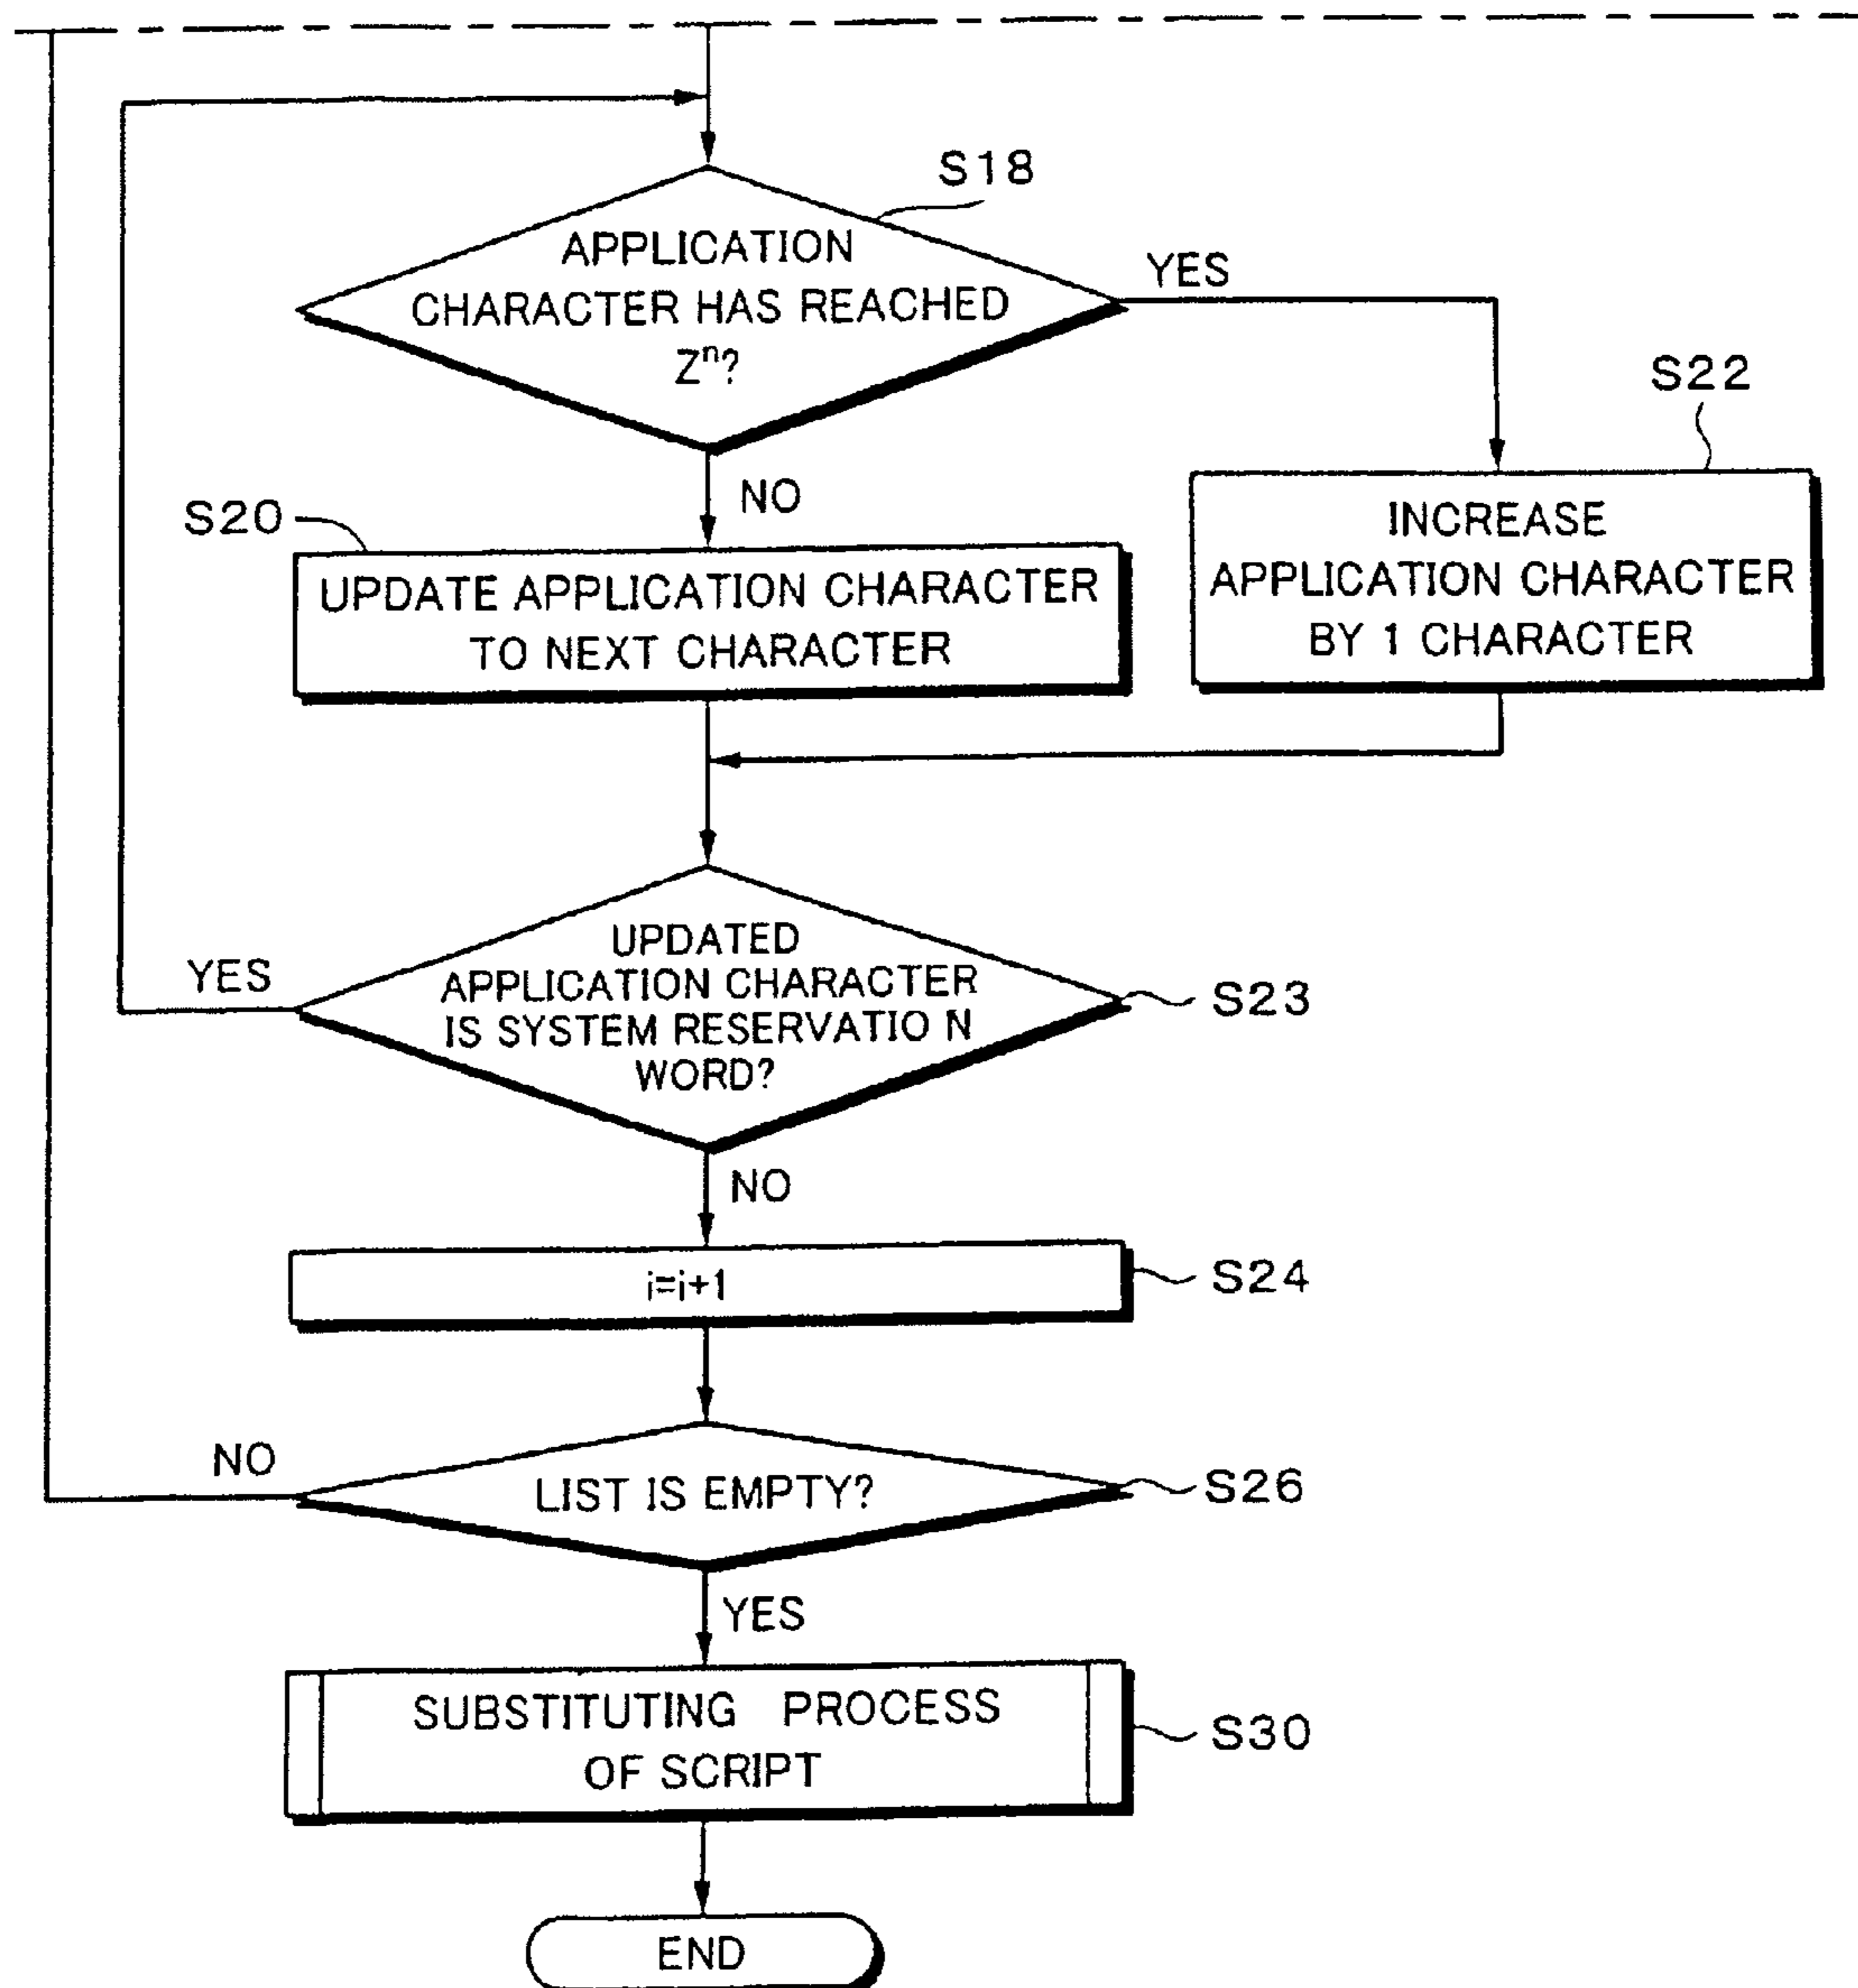 S18
APPLICATION
CHARACTER HAS REACHED
Zⁿ?
YES
S22
NO
S20
INCREASE
APPLICATION CHARACTER
BY 1 CHARACTER
UPDATE APPLICATION CHARACTER
TO NEXT CHARACTER
UPDATED
APPLICATION CHARACTER
IS SYSTEM RESERVATIO N
WORD?
YES
S23
NO
i=i+1
S24
NO
LIST IS EMPTY?
S26
YES
SUBSTITUTING PROCESS
OF SCRIPT
S30
END